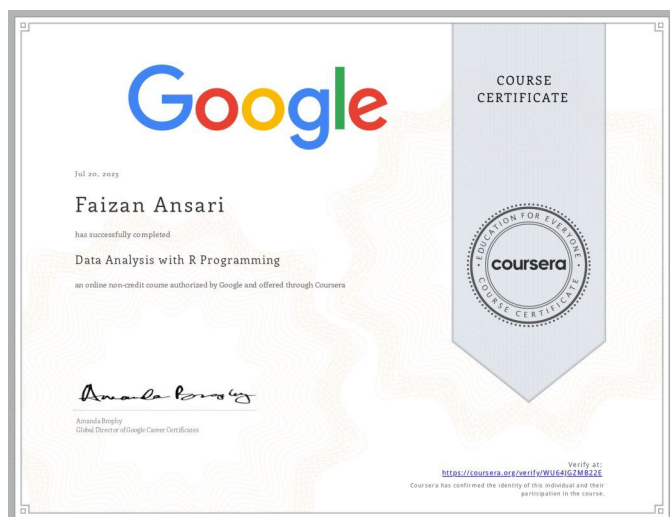 Google
COURSE
CERTIFICATE
Jul 20, 2023
Faizan Ansari
has successfully completed
Data Analysis with R Programming
an online non-credit course authorized by Google and offered through Coursera
EDUCATION FOR EVERYONE
coursera
COURSE CERTIFICATE
Amanda Brophy
Amanda Brophy
Global Director of Google Career Certificates
Verify at:
https://coursera.org/verify/WU64JGZMB22E
Coursera has confirmed the identity of this individual and their
participation in the course.